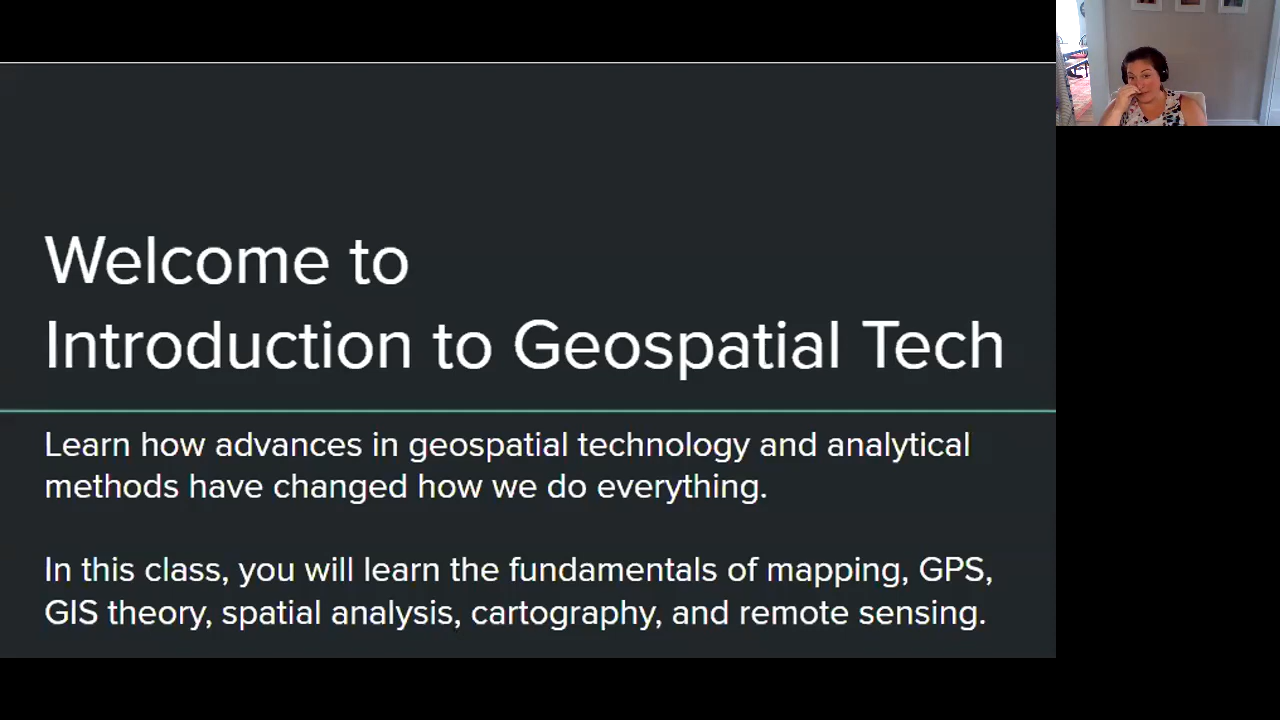 Welcome to
Introduction to Geospatial Tech
Learn how advances in geospatial technology and analytical
methods have changed how we do everything.
In this class, you will learn the fundamentals of mapping, GPS,
GIS theory, spatial analysis, cartography, and remote sensing.